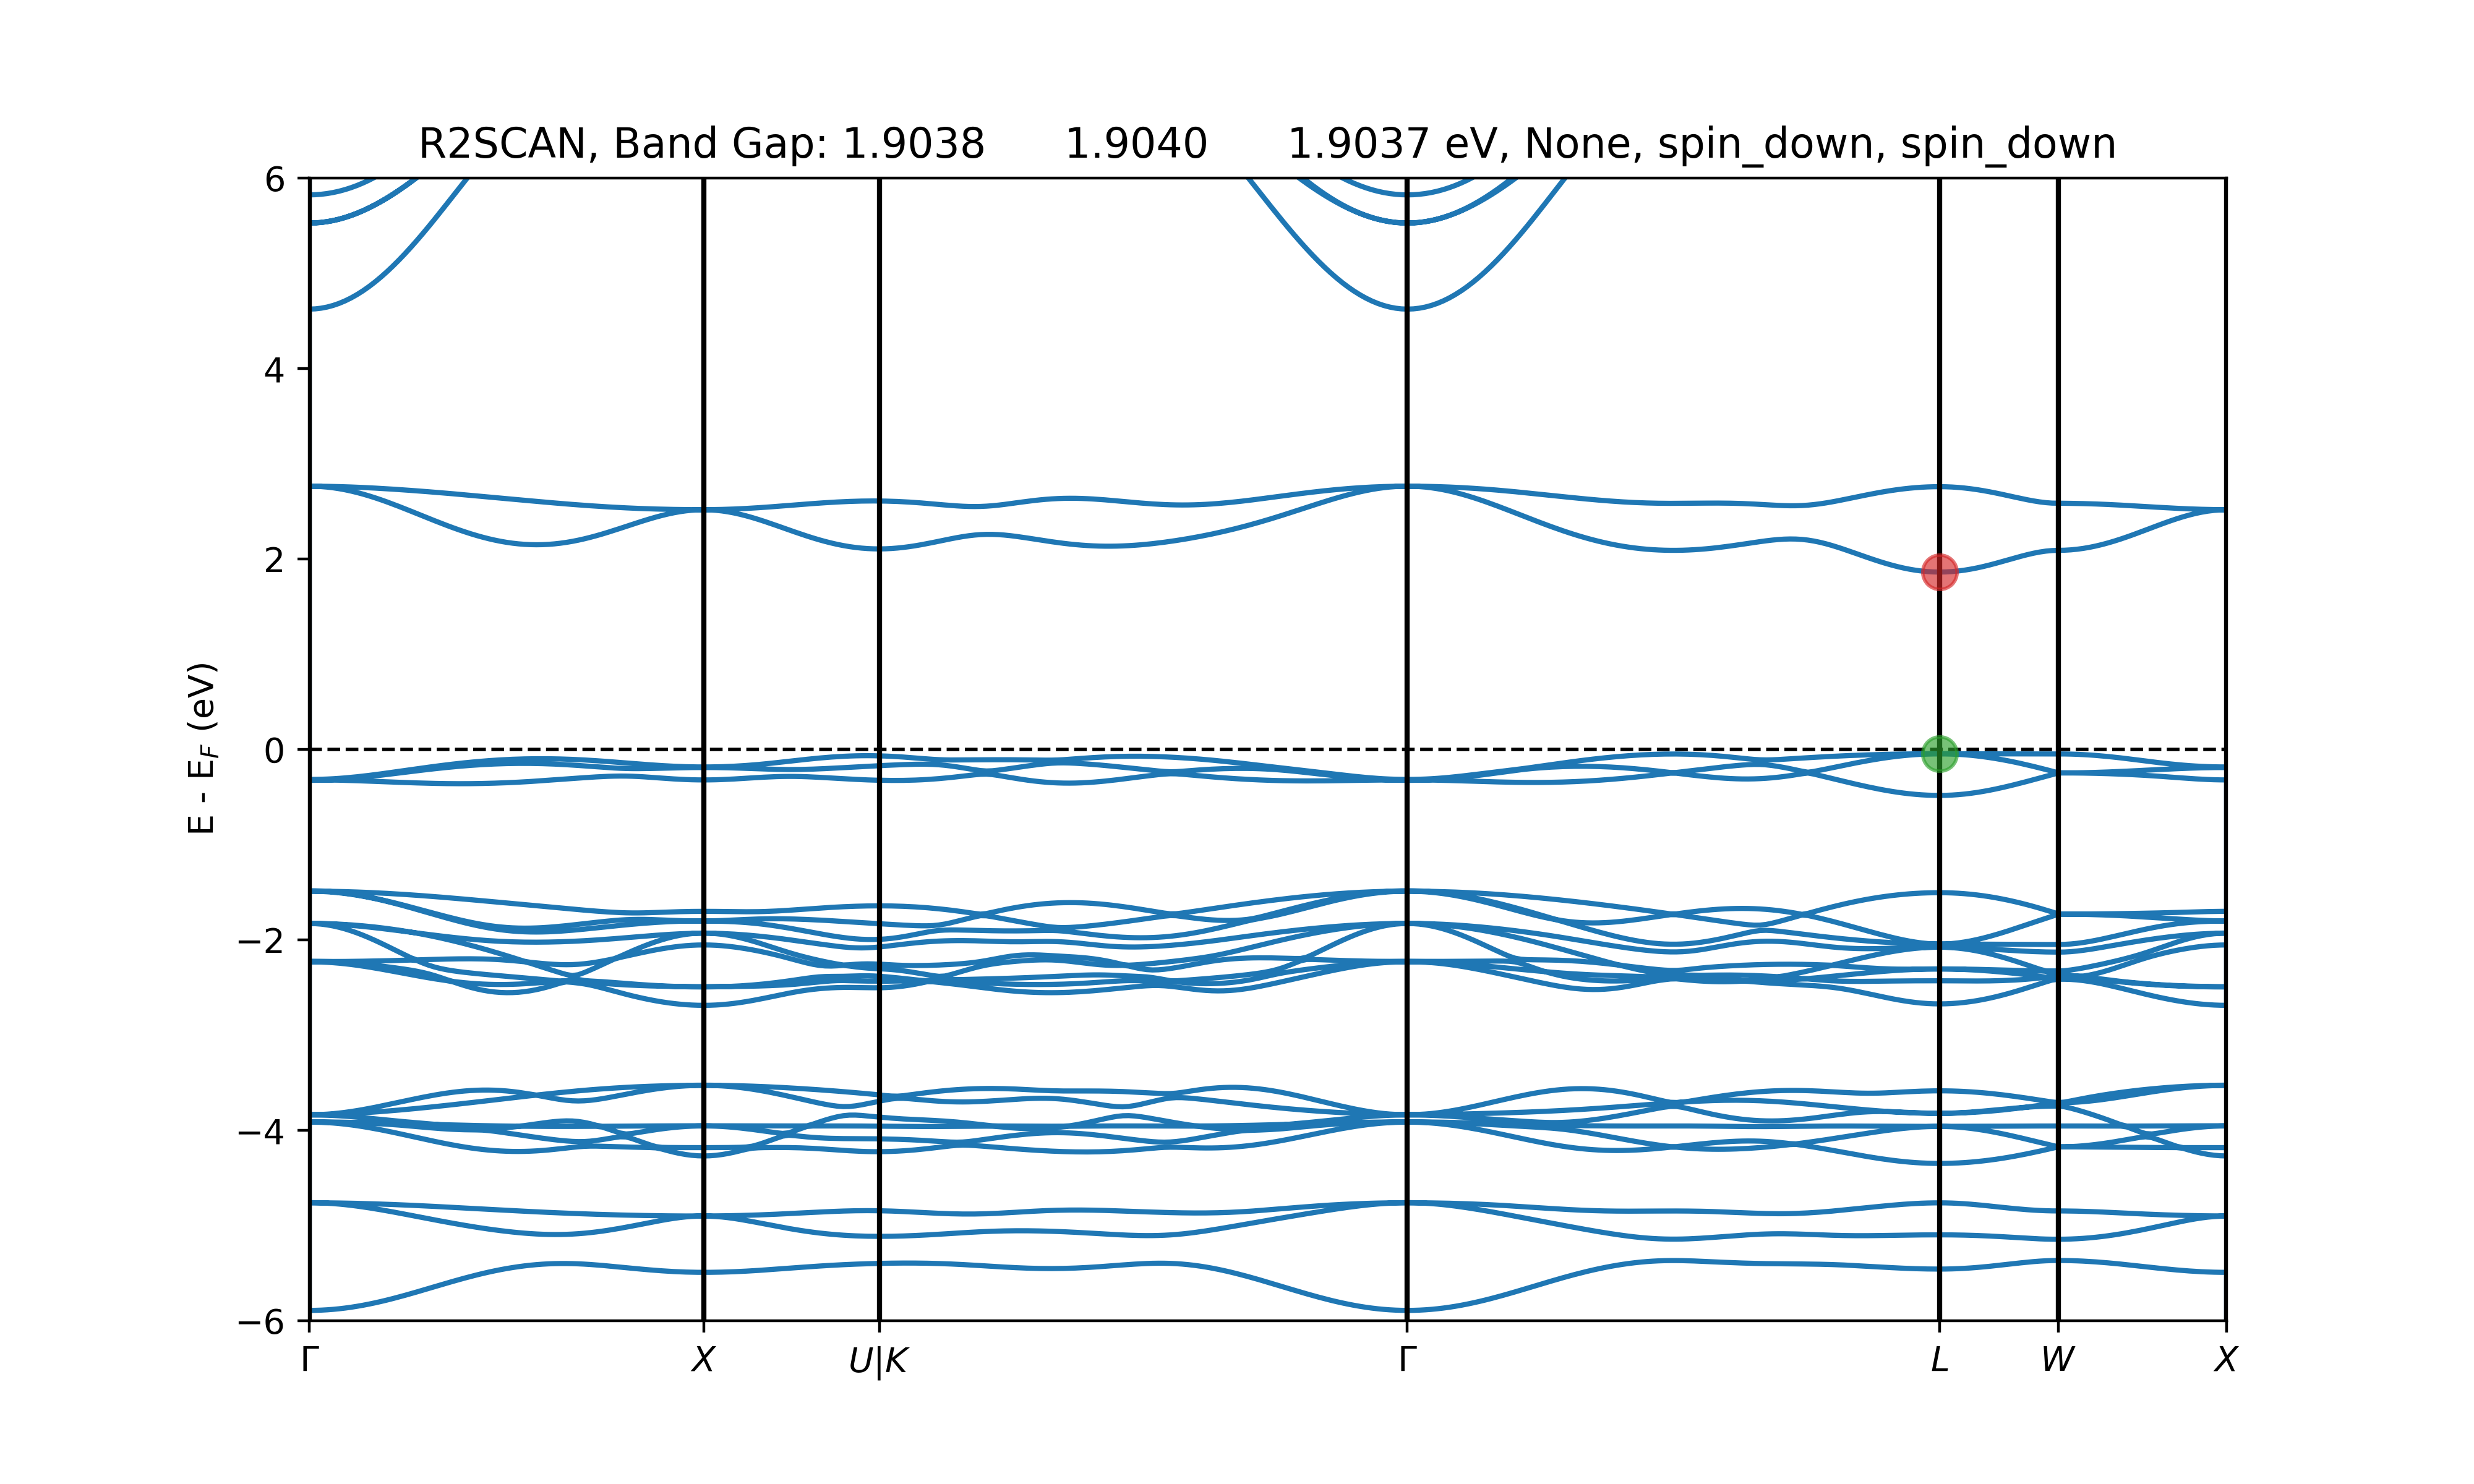 R2SCAN, Band Gap: 1.9038 1.9040 1.9037 eV, None, spin_down, spin_down
6
4
2
0
−2
−4
−6
E - E_F (eV)
Γ X U|K Γ L W X